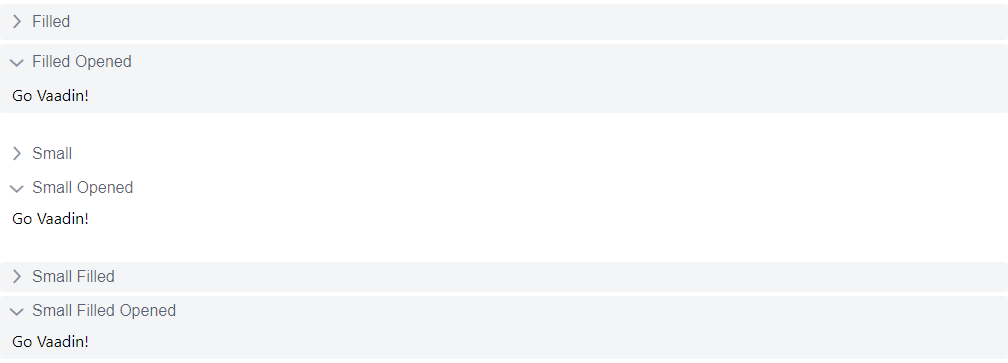 Filled
Filled Opened
Go Vaadin!
Small
Small Opened
Go Vaadin!
Small Filled
Small Filled Opened
Go Vaadin!